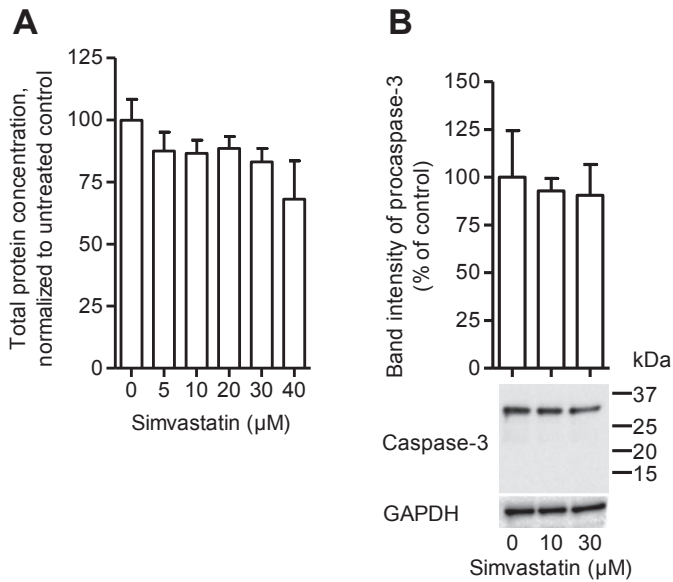 A
Total protein concentration,
normalized to untreated control
125
100
75
50
25
0
0 5 10 20 30 40
Simvastatin (µM)
B
Band intensity of procaspase-3
(% of control)
150
125
100
75
50
25
0
kDa
37
25
20
15
Caspase-3
GAPDH
0 10 30
Simvastatin (µM)